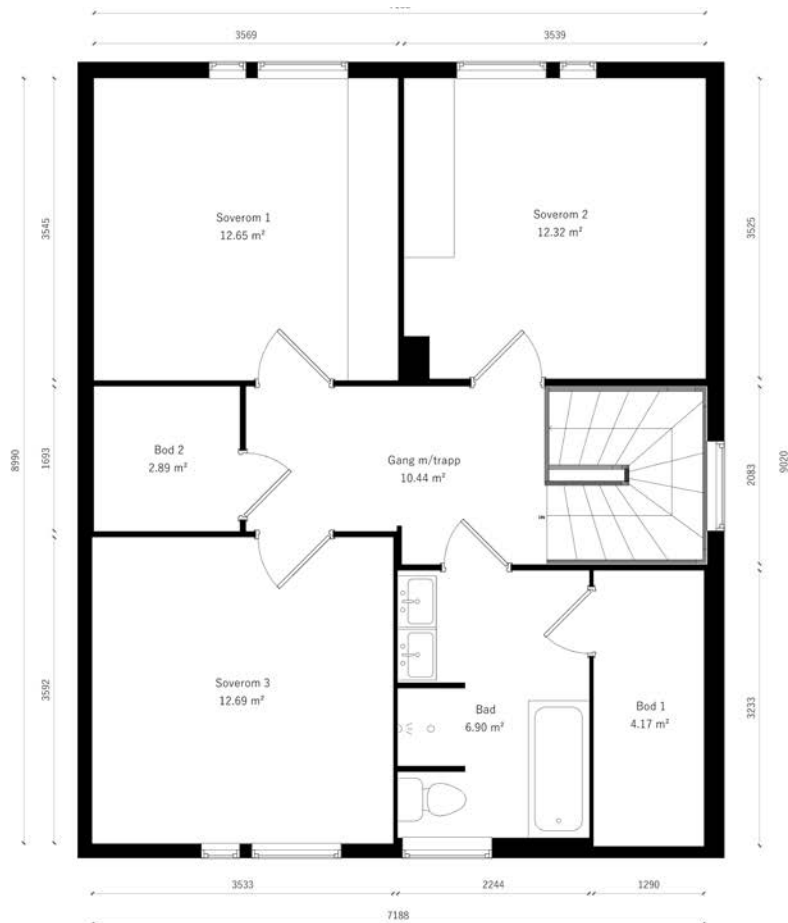 3569
3539
Soverom 1
12.65 m²
Soverom 2
12.32 m²
3545
3525
Bod 2
2.89 m²
Gang m/trapp
10.44 m²
8990
1693
2083
9020
Soverom 3
12.69 m²
Bad
6.90 m²
Bod 1
4.17 m²
3592
3233
3533
2244
1290
7188